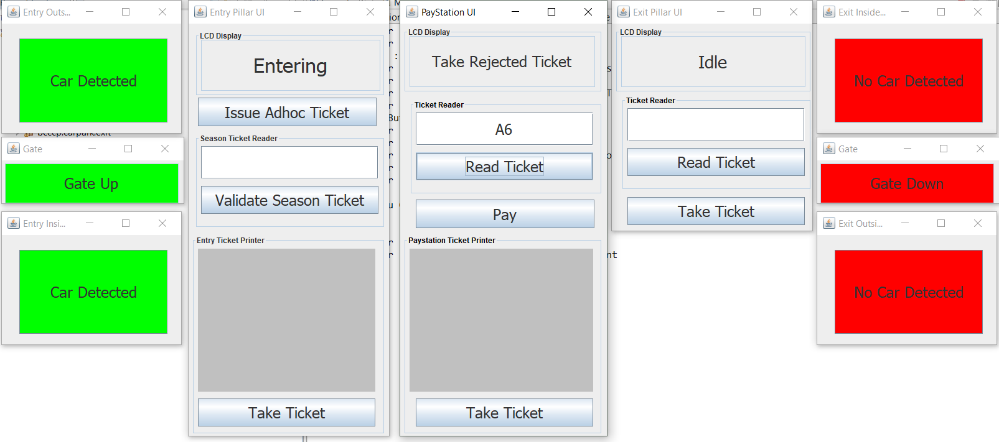 Entry Outs...
Car Detected
Gate
Gate Up
Entry Insi...
Car Detected
Entry Pillar UI
LCD Display
Entering
Issue Adhoc Ticket
Season Ticket Reader
Validate Season Ticket
Entry Ticket Printer
Take Ticket
PayStation UI
LCD Display
Take Rejected Ticket
Ticket Reader
A6
Read Ticket
Pay
Paystation Ticket Printer
Take Ticket
Exit Pillar UI
LCD Display
Idle
Ticket Reader
Read Ticket
Take Ticket
Exit Inside...
No Car Detected
Gate
Gate Down
Exit Outsi...
No Car Detected